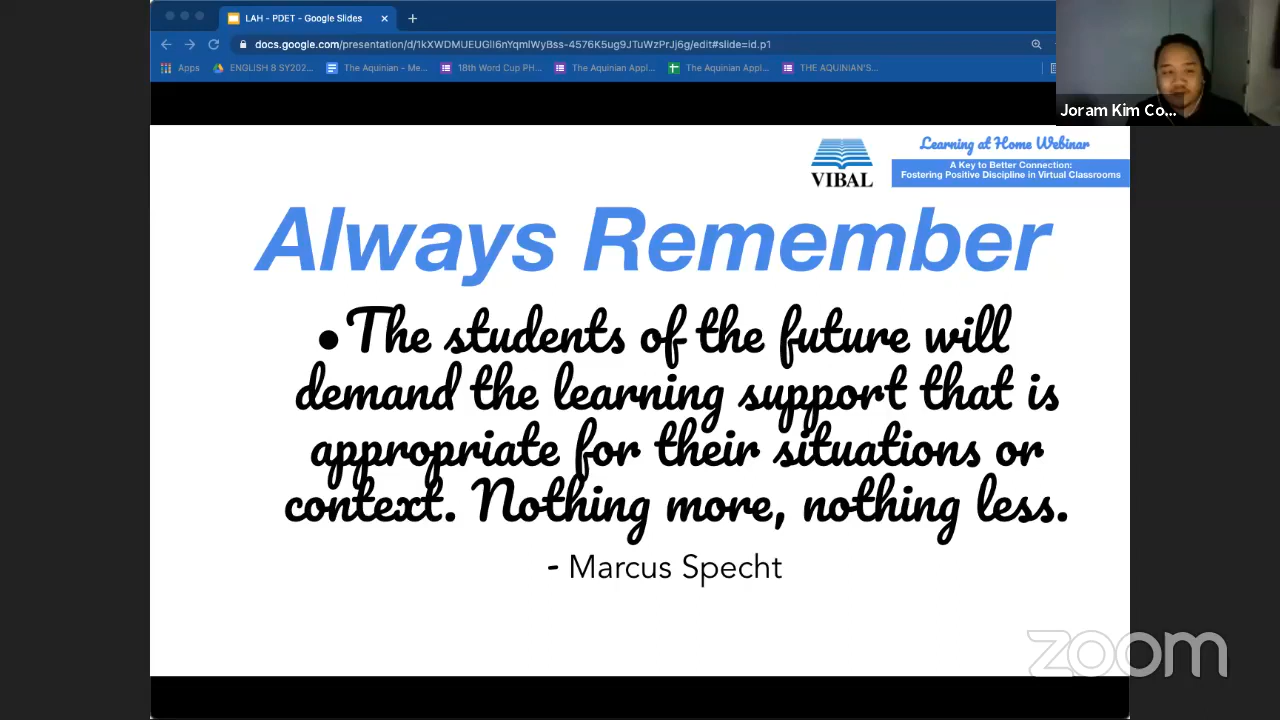 LAH - PDET - Google Slides
docs.google.com/presentation/d/1kXWDMUEUGlI6nYqmIWyBss-4576K5ug9JTuWzPrJj6g/edit#slide=id.p1
Apps ENGLISH 8 SY202... The Aquinian - Me... 18th Word Cup PH... The Aquinian Appl... The Aquinian Appl... THE AQUINIAN'S...
Joram Kim Co...
VIBAL
Learning at Home Webinar
A Key to Better Connection:
Fostering Positive Discipline in Virtual Classrooms
Always Remember
•The students of the future will
demand the learning support that is
appropriate for their situations or
context. Nothing more, nothing less.
- Marcus Specht
zoom